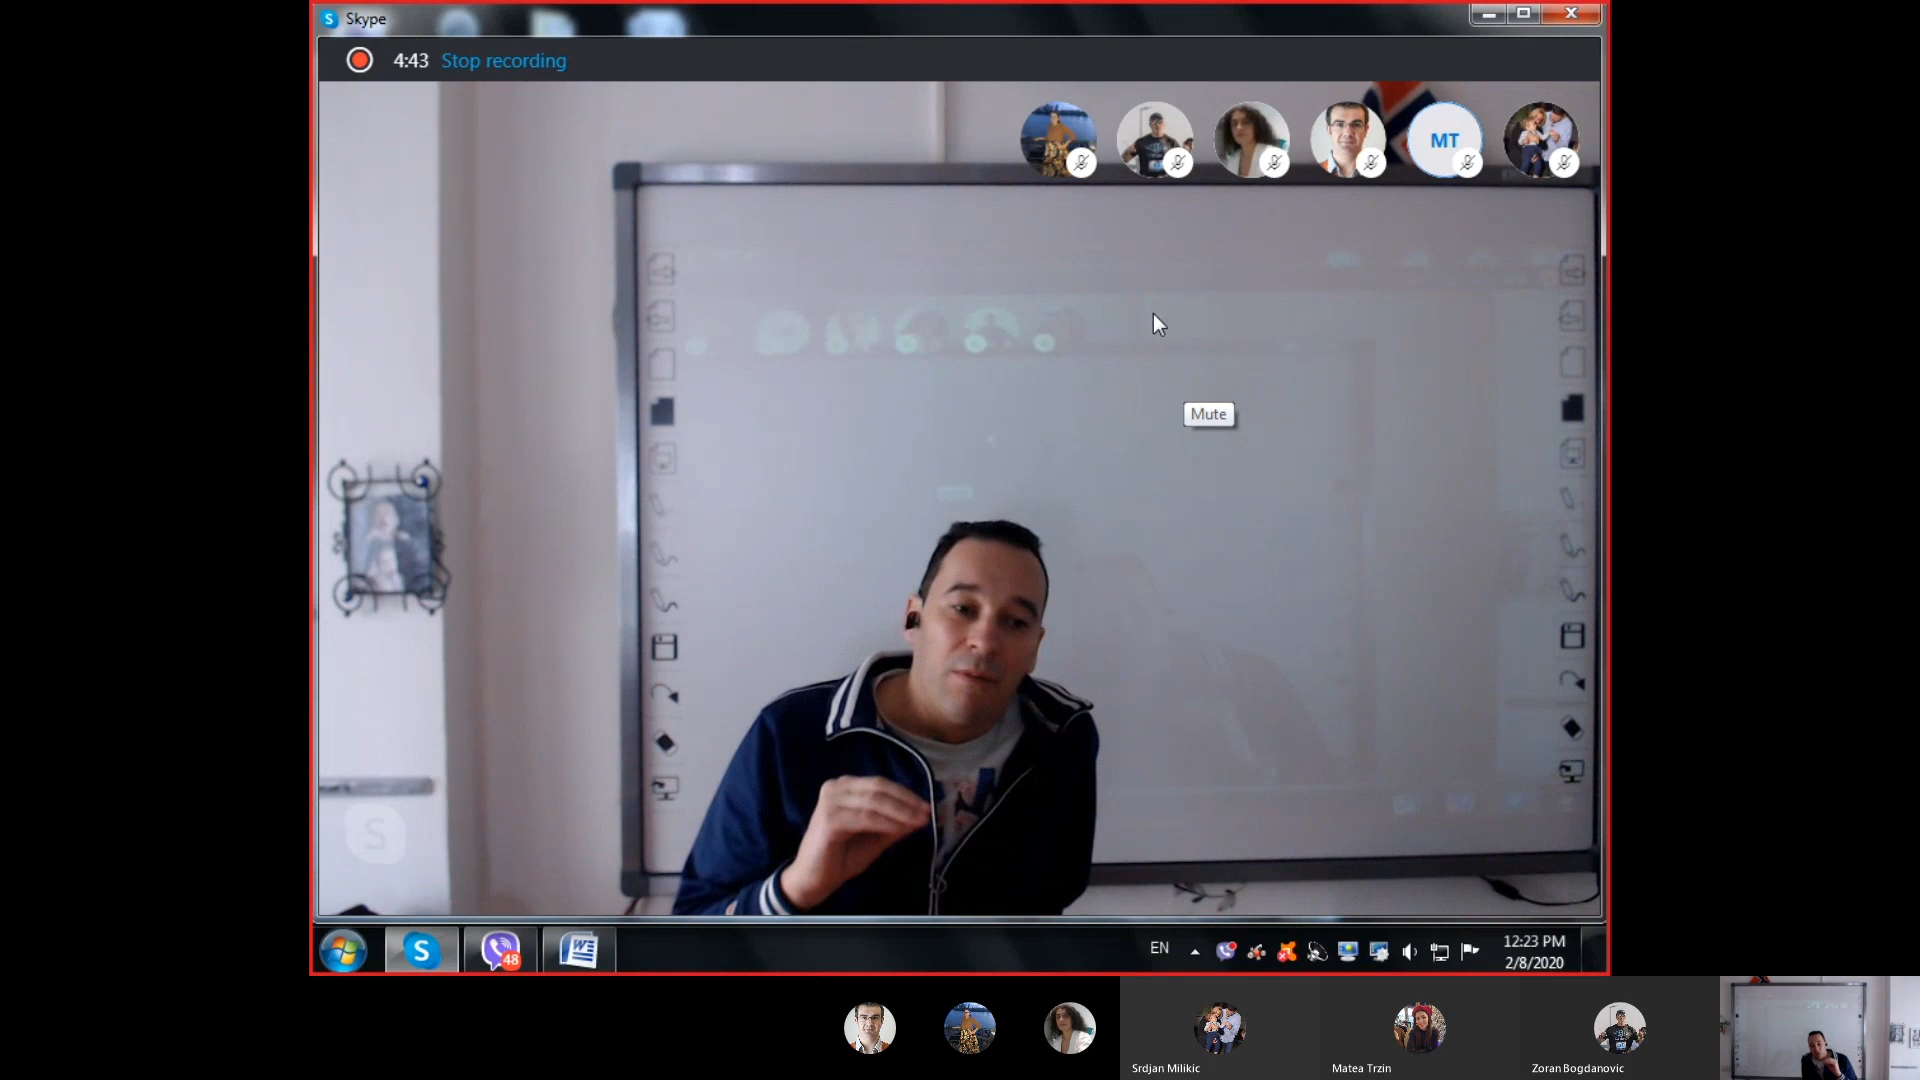 Skype
4:43 Stop recording
MT
Mute
S
S
48
W
EN
12:23 PM
2/8/2020
Srdjan Milikic
Matea Trzin
Zoran Bogdanovic